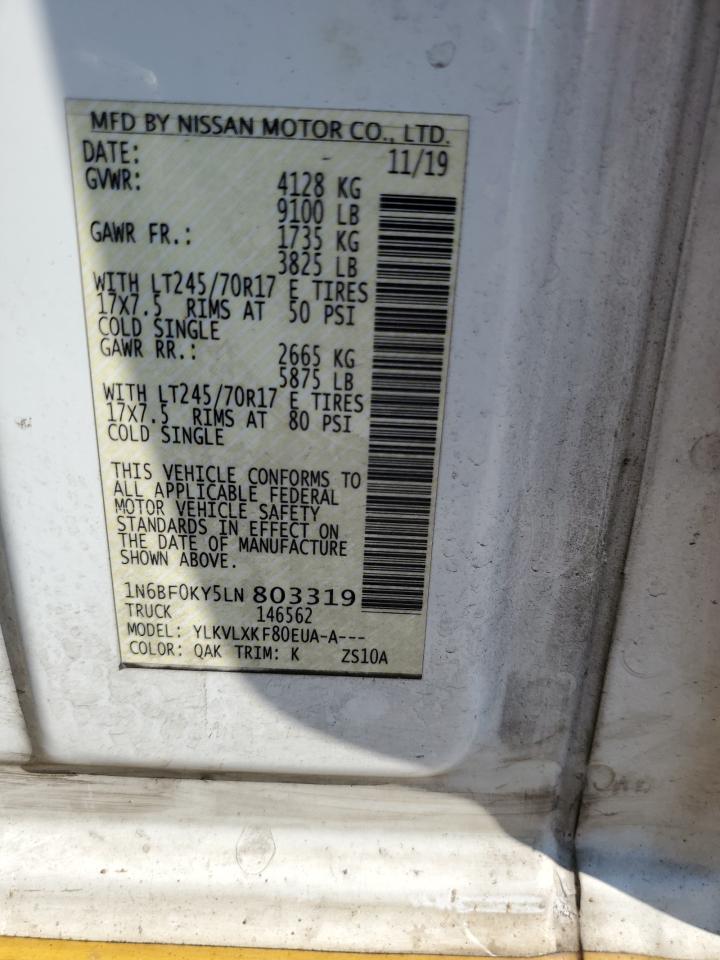 MFD BY NISSAN MOTOR CO., LTD.
DATE: - 11/19
GVWR: 4128 KG
9100 LB
GAWR FR.: 1735 KG
3825 LB
WITH LT245/70R17 E TIRES
17X7.5 RIMS AT 50 PSI
COLD SINGLE
GAWR RR.: 2665 KG
5875 LB
WITH LT245/70R17 E TIRES
17X7.5 RIMS AT 80 PSI
COLD SINGLE
THIS VEHICLE CONFORMS TO
ALL APPLICABLE FEDERAL
MOTOR VEHICLE SAFETY
STANDARDS IN EFFECT ON
THE DATE OF MANUFACTURE
SHOWN ABOVE.
1N6BF0KY5LN 803319
TRUCK 146562
MODEL: YLKVLXKF80EUA-A---
COLOR: QAK TRIM: K ZS10A